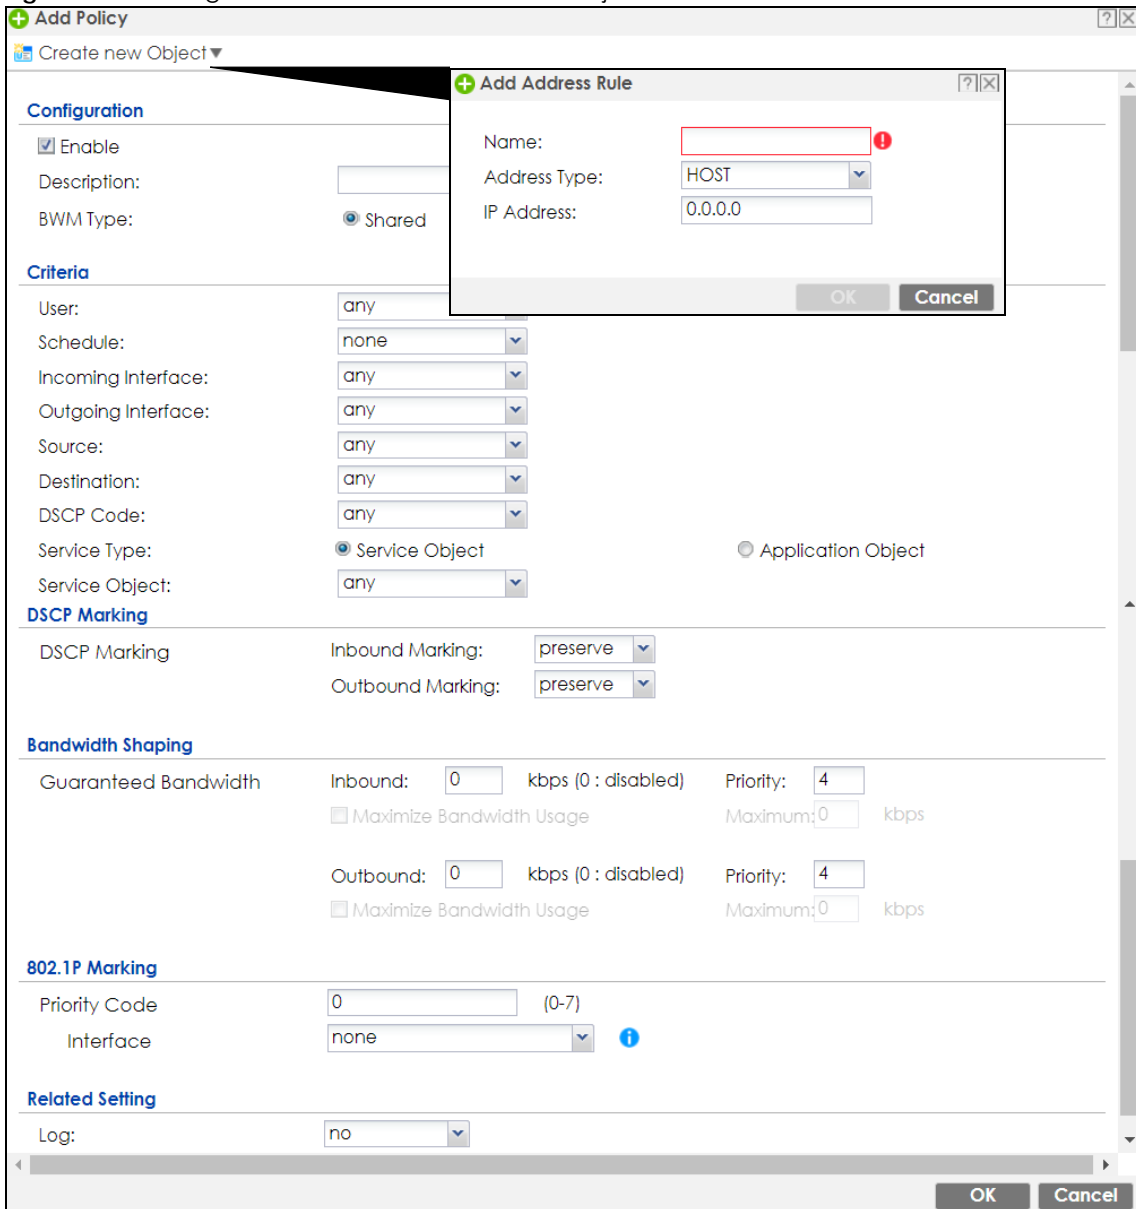 Add Policy
Create new Object
Add Address Rule
Name:
Address Type: HOST
IP Address: 0.0.0.0
OK Cancel
Configuration
Enable
Description:
BWM Type: Shared
Criteria
User: any
Schedule: none
Incoming Interface: any
Outgoing Interface: any
Source: any
Destination: any
DSCP Code: any
Service Type: Service Object Application Object
Service Object: any
DSCP Marking
DSCP Marking Inbound Marking: preserve
Outbound Marking: preserve
Bandwidth Shaping
Guaranteed Bandwidth Inbound: 0 kbps (0 : disabled) Priority: 4
Maximize Bandwidth Usage Maximum: 0 kbps
Outbound: 0 kbps (0 : disabled) Priority: 4
Maximize Bandwidth Usage Maximum: 0 kbps
802.1P Marking
Priority Code 0 (0-7)
Interface none
Related Setting
Log: no
OK Cancel